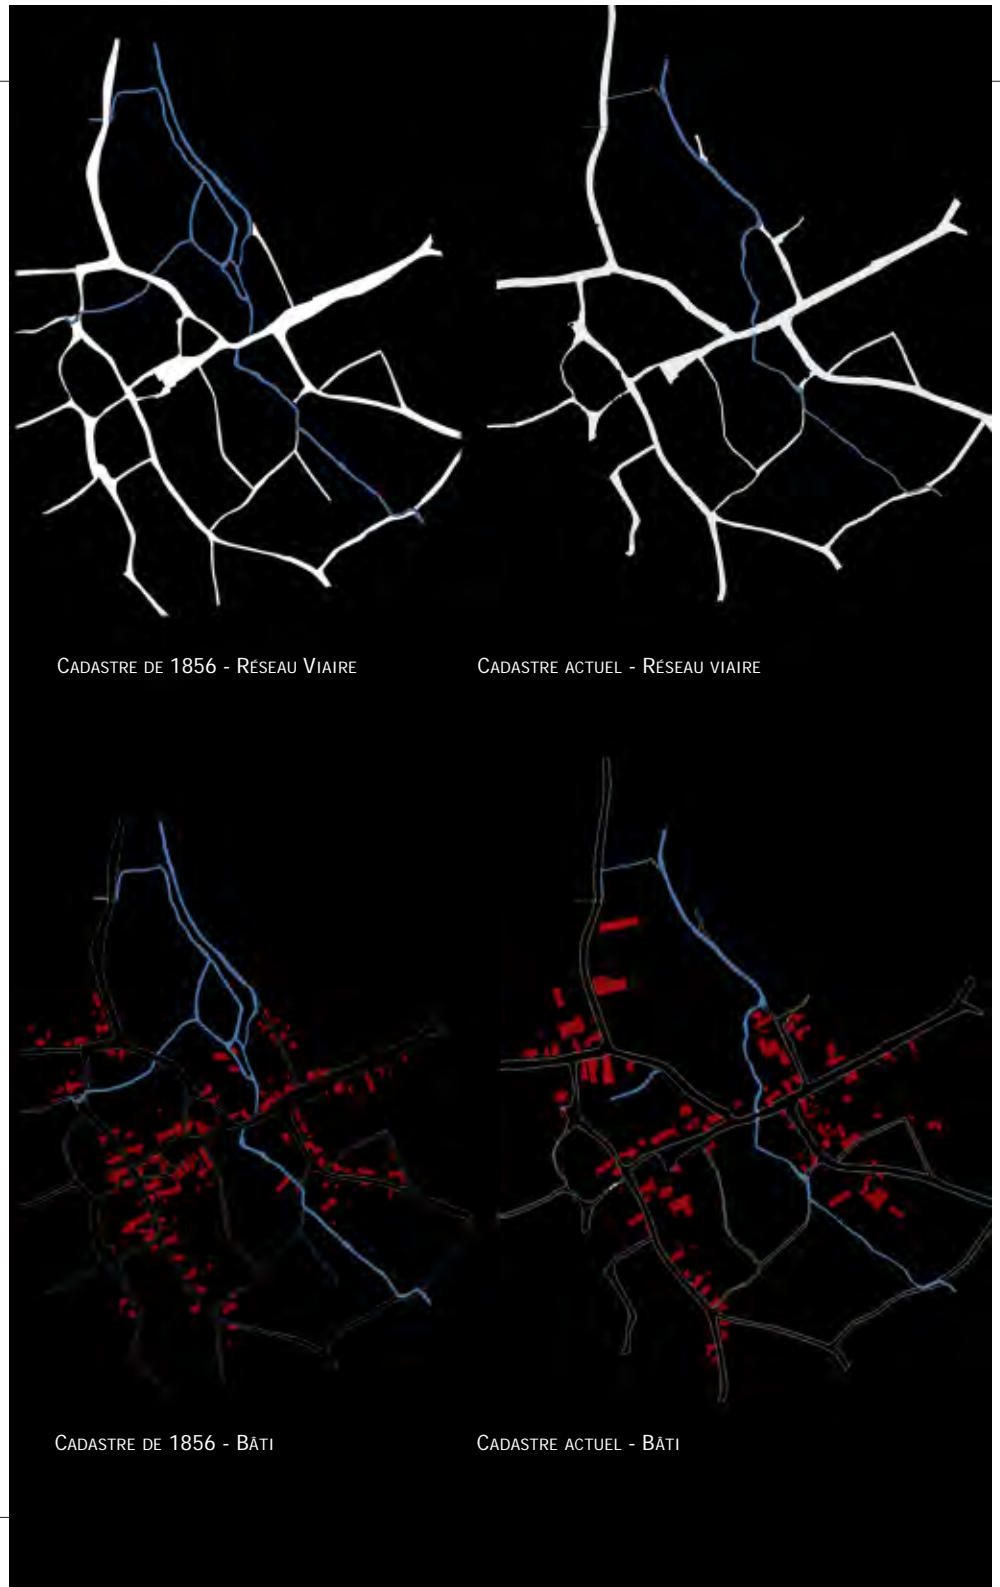 Cadastre de 1856 - Réseau Viaire
Cadastre actuel - Réseau viaire
Cadastre de 1856 - Bâti
Cadastre actuel - Bâti